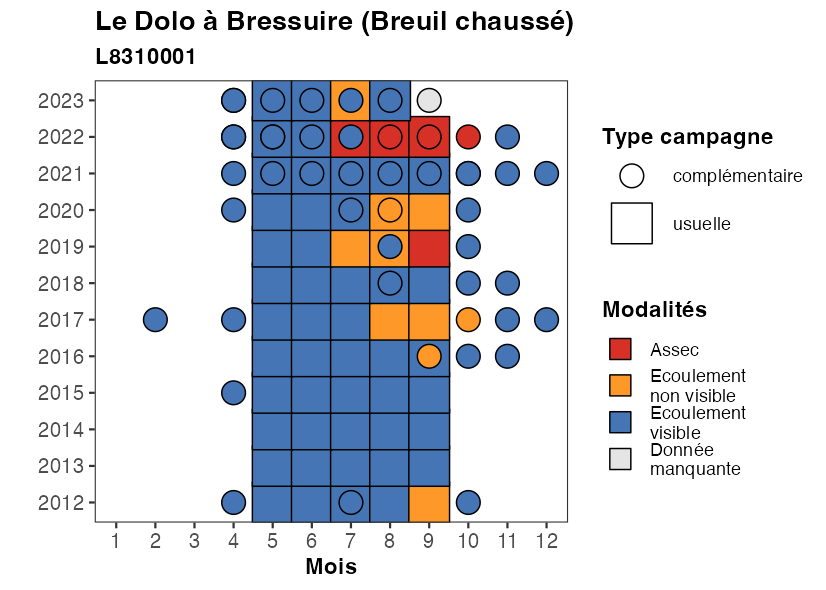 Le Dolo à Bressuire (Breuil chaussé)
L8310001
2023
2022
2021
2020
2019
2018
2017
2016
2015
2014
2013
2012
1 2 3 4 5 6 7 8 9 10 11 12
Mois
Type campagne
complémentaire
usuelle
Modalités
Assec
Ecoulement
non visible
Ecoulement
visible
Donnée
manquante